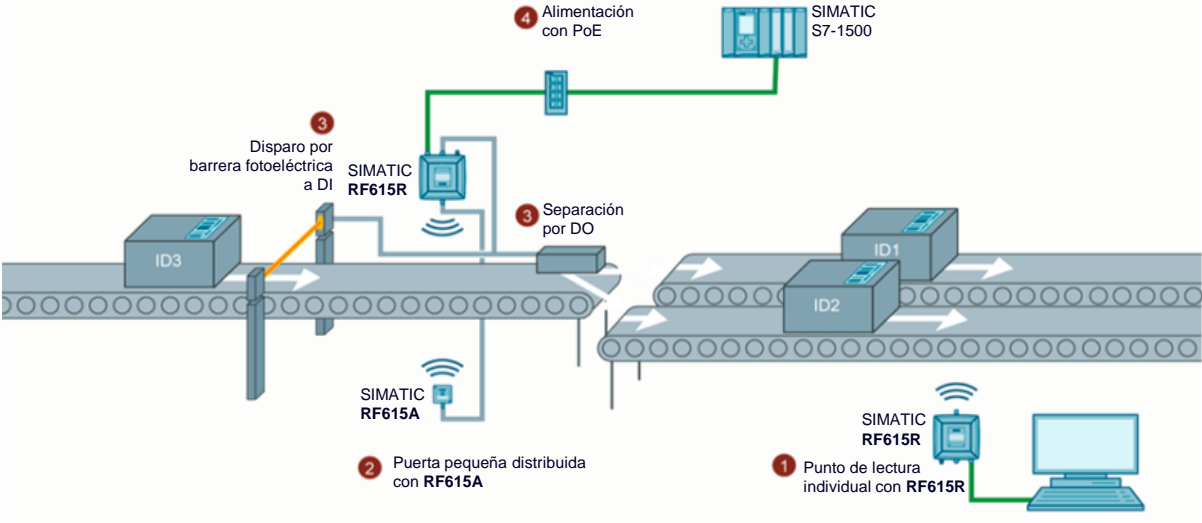 4
Alimentación
con PoE
SIMATIC
S7-1500
3
Disparo por
barrera fotoeléctrica
a DI
SIMATIC
RF615R
3
Separación
por DO
ID3
ID1
ID2
SIMATIC
RF615A
2
Puerta pequeña distribuida
con RF615A
SIMATIC
RF615R
1
Punto de lectura
individual con RF615R